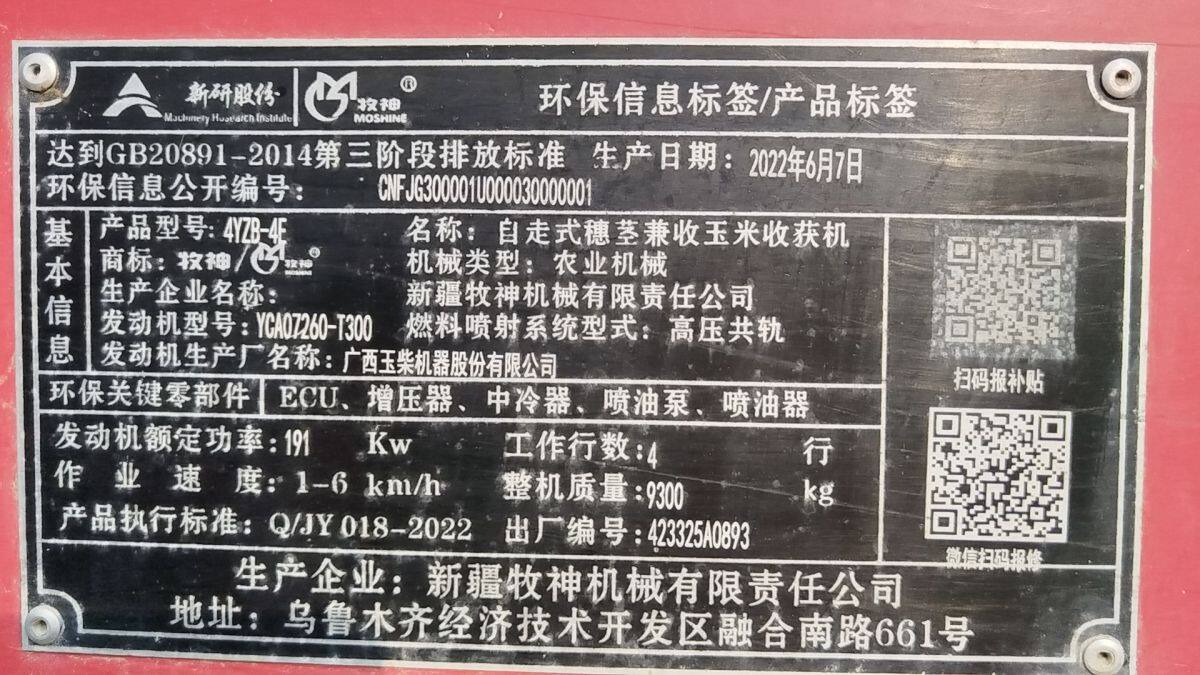 新研股份 牧神 ® 环保信息标签/产品标签
Machinery Research Institute MOSHINE
达到GB20891-2014第三阶段排放标准 生产日期: 2022年6月7日
环保信息公开编号: CNFJG300001U000030000001
基本信息
产品型号: 4YZB-4F 名称: 自走式穗茎兼收玉米收获机
商标: 牧神/牧神 MOSHINE ® 机械类型: 农业机械
生产企业名称: 新疆牧神机械有限责任公司
发动机型号: YCA07260-T300 燃料喷射系统型式: 高压共轨
发动机生产厂名称: 广西玉柴机器股份有限公司
扫码报补贴
环保关键零部件 ECU、增压器、中冷器、喷油泵、喷油器
发动机额定功率: 191 Kw 工作行数: 4 行
作业速度: 1-6 km/h 整机质量: 9300 kg
产品执行标准: Q/JY 018-2022 出厂编号: 423325A0893
微信扫码报修
生产企业: 新疆牧神机械有限责任公司
地址: 乌鲁木齐经济技术开发区融合南路661号